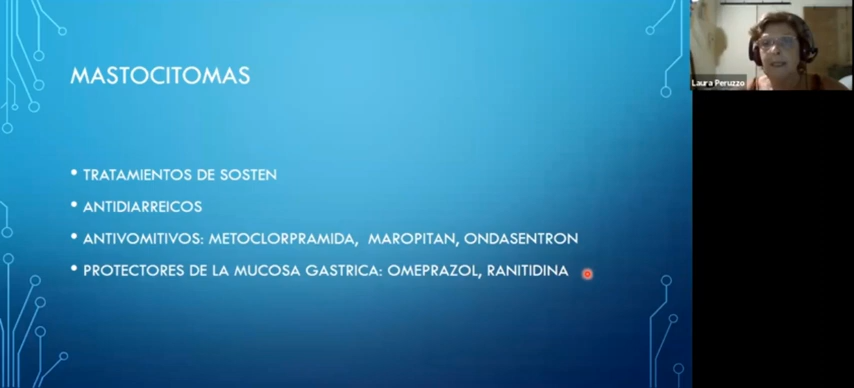 MASTOCITOMAS
• TRATAMIENTOS DE SOSTEN
• ANTIDIARREICOS
• ANTIVOMITIVOS: METOCLORPRAMIDA, MAROPITAN, ONDASENTRON
• PROTECTORES DE LA MUCOSA GASTRICA: OMEPRAZOL, RANITIDINA
Laura Peruzzo